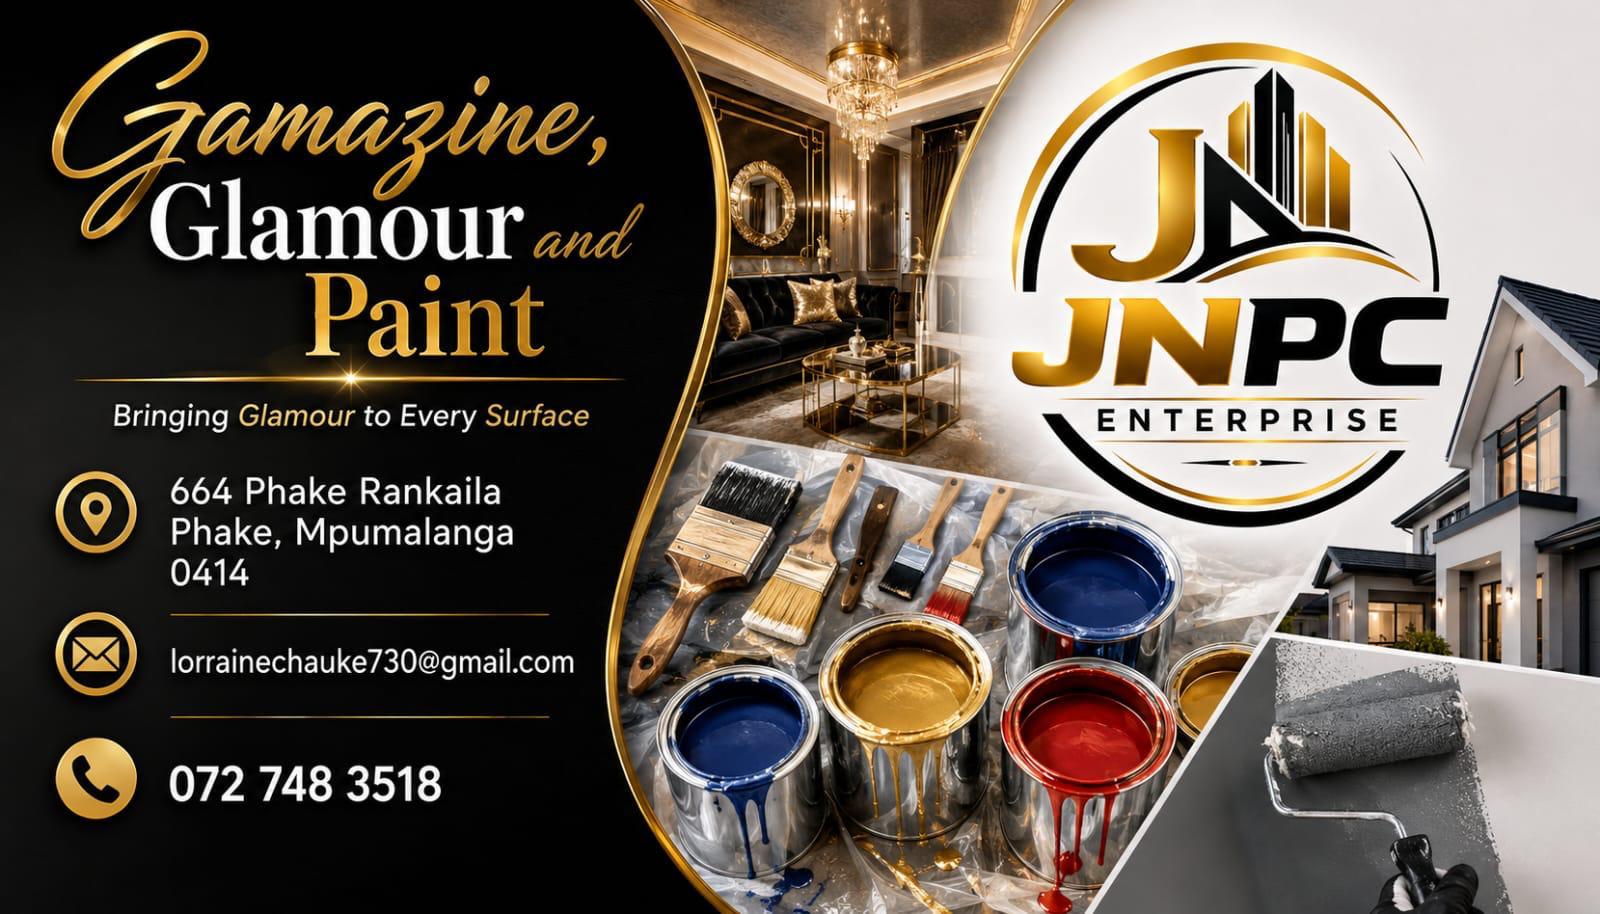 Gamazine,
Glamour and
Paint
Bringing Glamour to Every Surface
664 Phake Rankaila
Phake, Mpumalanga
0414
lorrainechauke730@gmail.com
072 748 3518
J
JNPC
ENTERPRISE